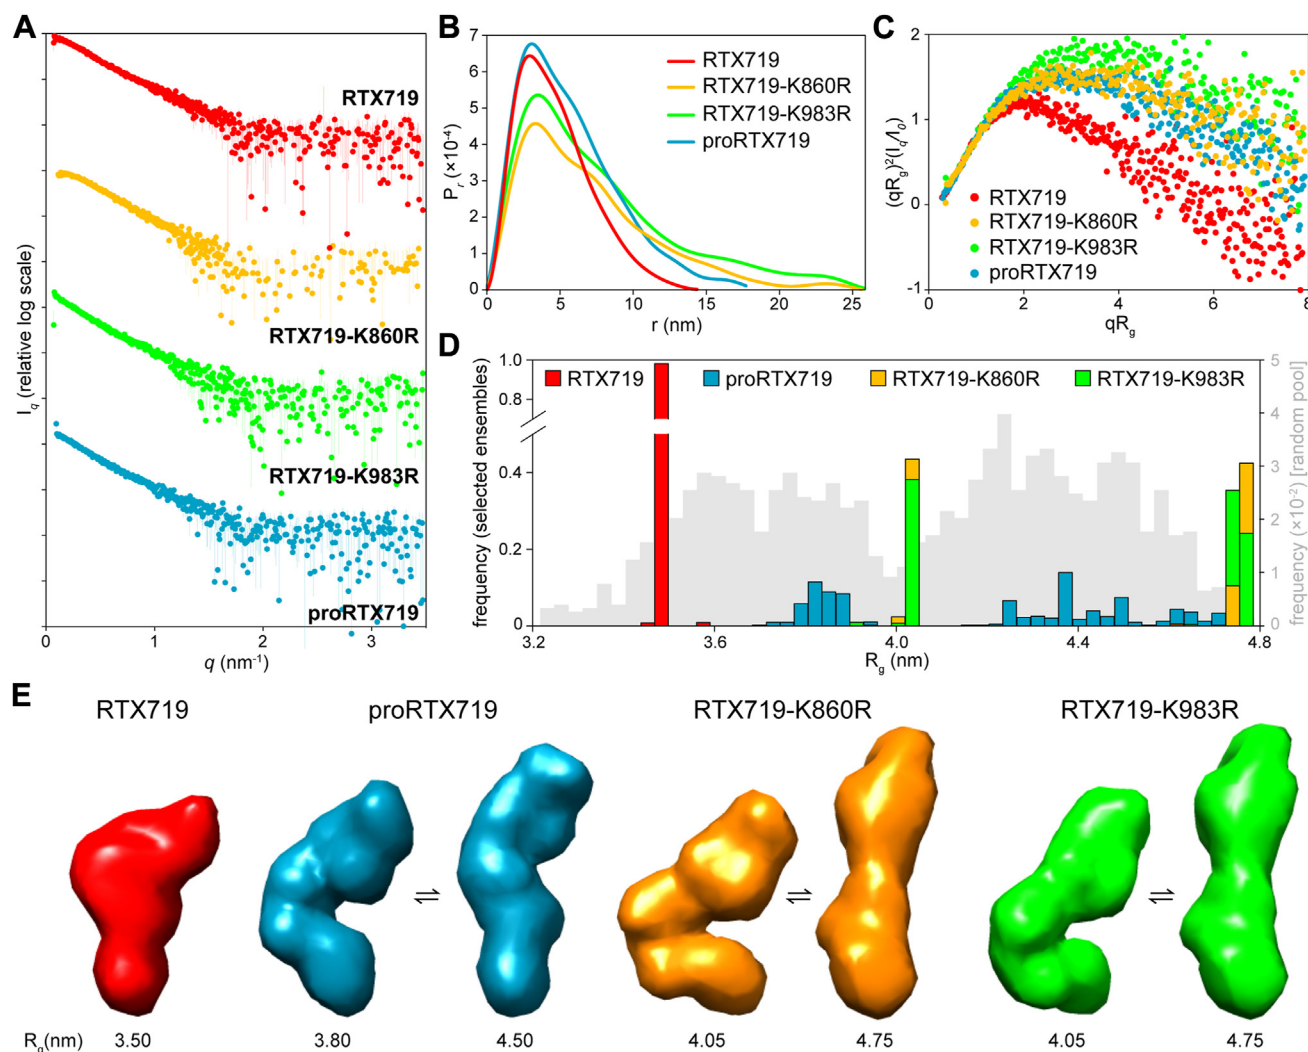 A
I_q (relative log scale)
RTX719
RTX719-K860R
RTX719-K983R
proRTX719
0 1 2 3
q (nm⁻¹)
B
P_r (×10⁻⁴)
7
6
5
4
3
2
1
0
RTX719
RTX719-K860R
RTX719-K983R
proRTX719
0 5 10 15 20 25
r (nm)
C
(qR_g)²(I_q/I_0)
2
1
0
-1
RTX719
RTX719-K860R
RTX719-K983R
proRTX719
0 2 4 6 8
qR_g
D
frequency (selected ensembles)
1.0
0.8
0.4
0.2
0
RTX719 proRTX719 RTX719-K860R RTX719-K983R
5
4
3
2
1
0
frequency (×10⁻²) [random pool]
3.2 3.6 4.0 4.4 4.8
R_g (nm)
E
RTX719 proRTX719 RTX719-K860R RTX719-K983R
⇌ ⇌ ⇌
R_g(nm) 3.50 3.80 4.50 4.05 4.75 4.05 4.75